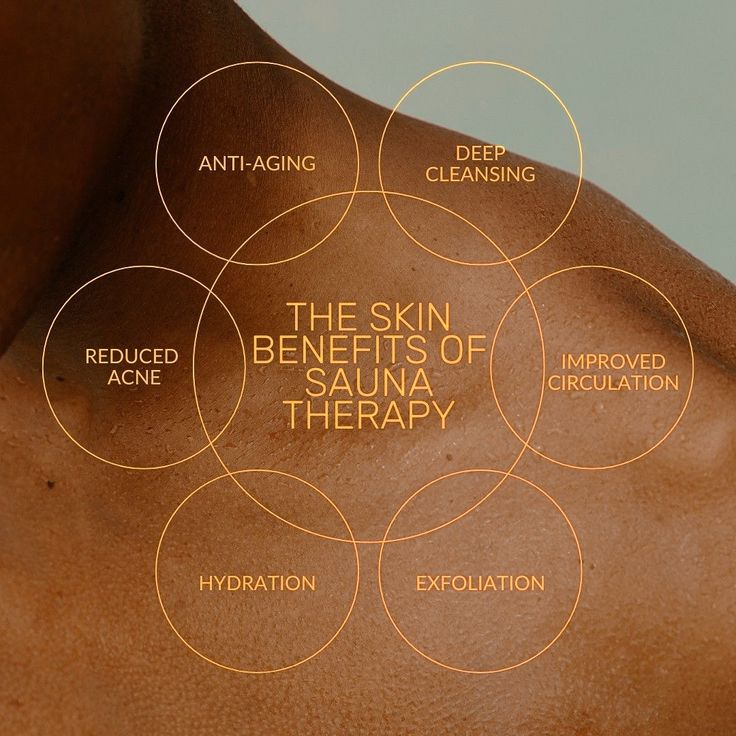 ANTI-AGING
DEEP
CLEANSING
THE SKIN
BENEFITS OF
SAUNA
THERAPY
REDUCED
ACNE
IMPROVED
CIRCULATION
HYDRATION
EXFOLIATION